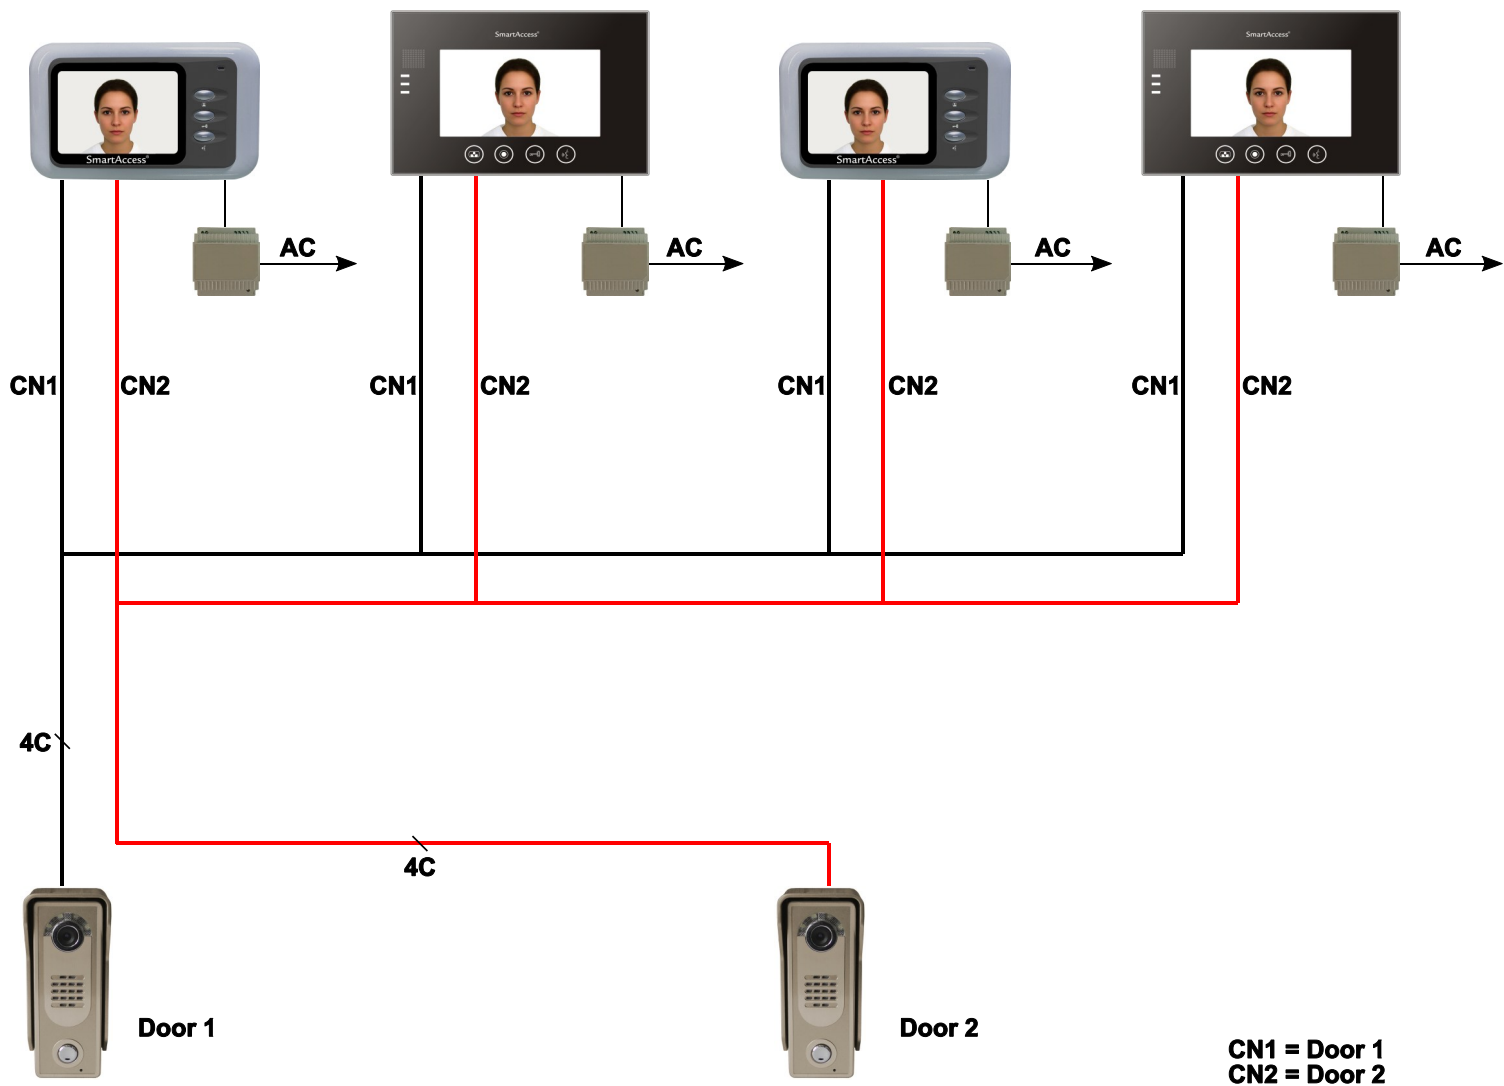 SmartAccess®
SmartAccess®
SmartAccess®
SmartAccess®
AC
AC
AC
AC
CN1
CN2
CN1
CN2
CN1
CN2
CN1
CN2
4C
4C
Door 1
Door 2
CN1 = Door 1
CN2 = Door 2